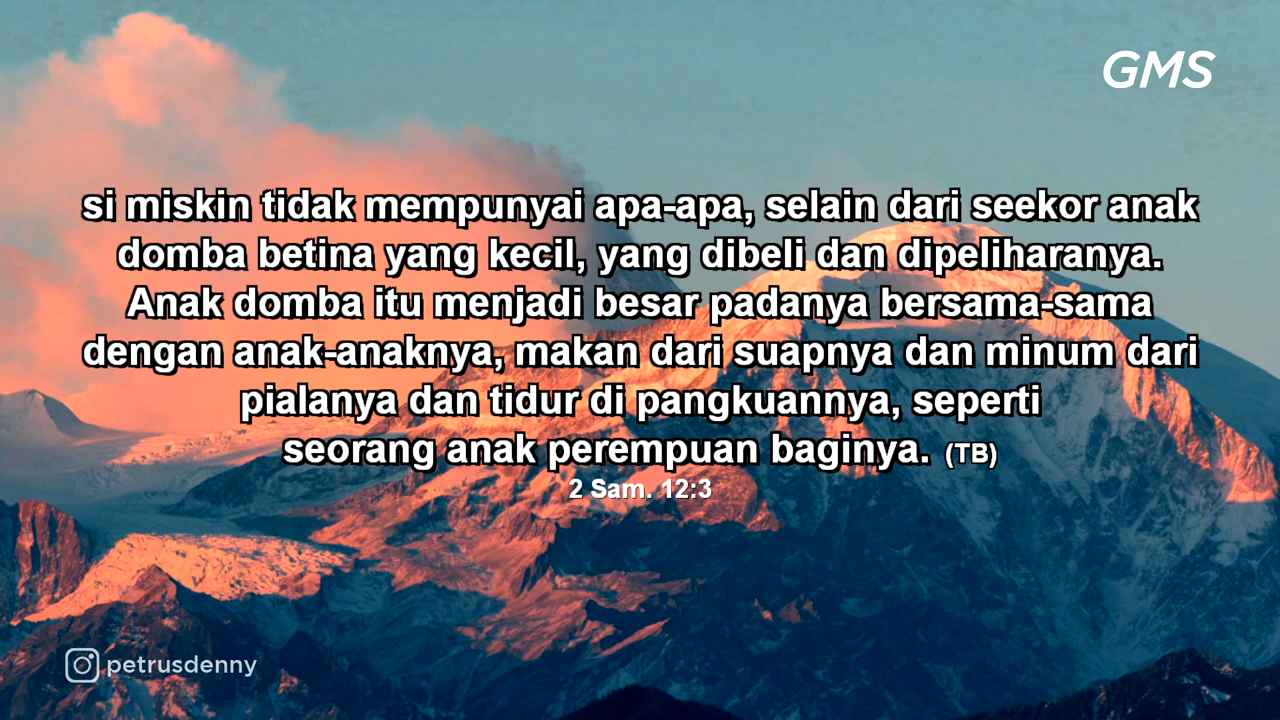 GMS
si miskin tidak mempunyai apa-apa, selain dari seekor anak
domba betina yang kecil, yang dibeli dan dipeliharanya.
Anak domba itu menjadi besar padanya bersama-sama
dengan anak-anaknya, makan dari suapnya dan minum dari
pialanya dan tidur di pangkuannya, seperti
seorang anak perempuan baginya. (TB)
2 Sam. 12:3
petrusdenny